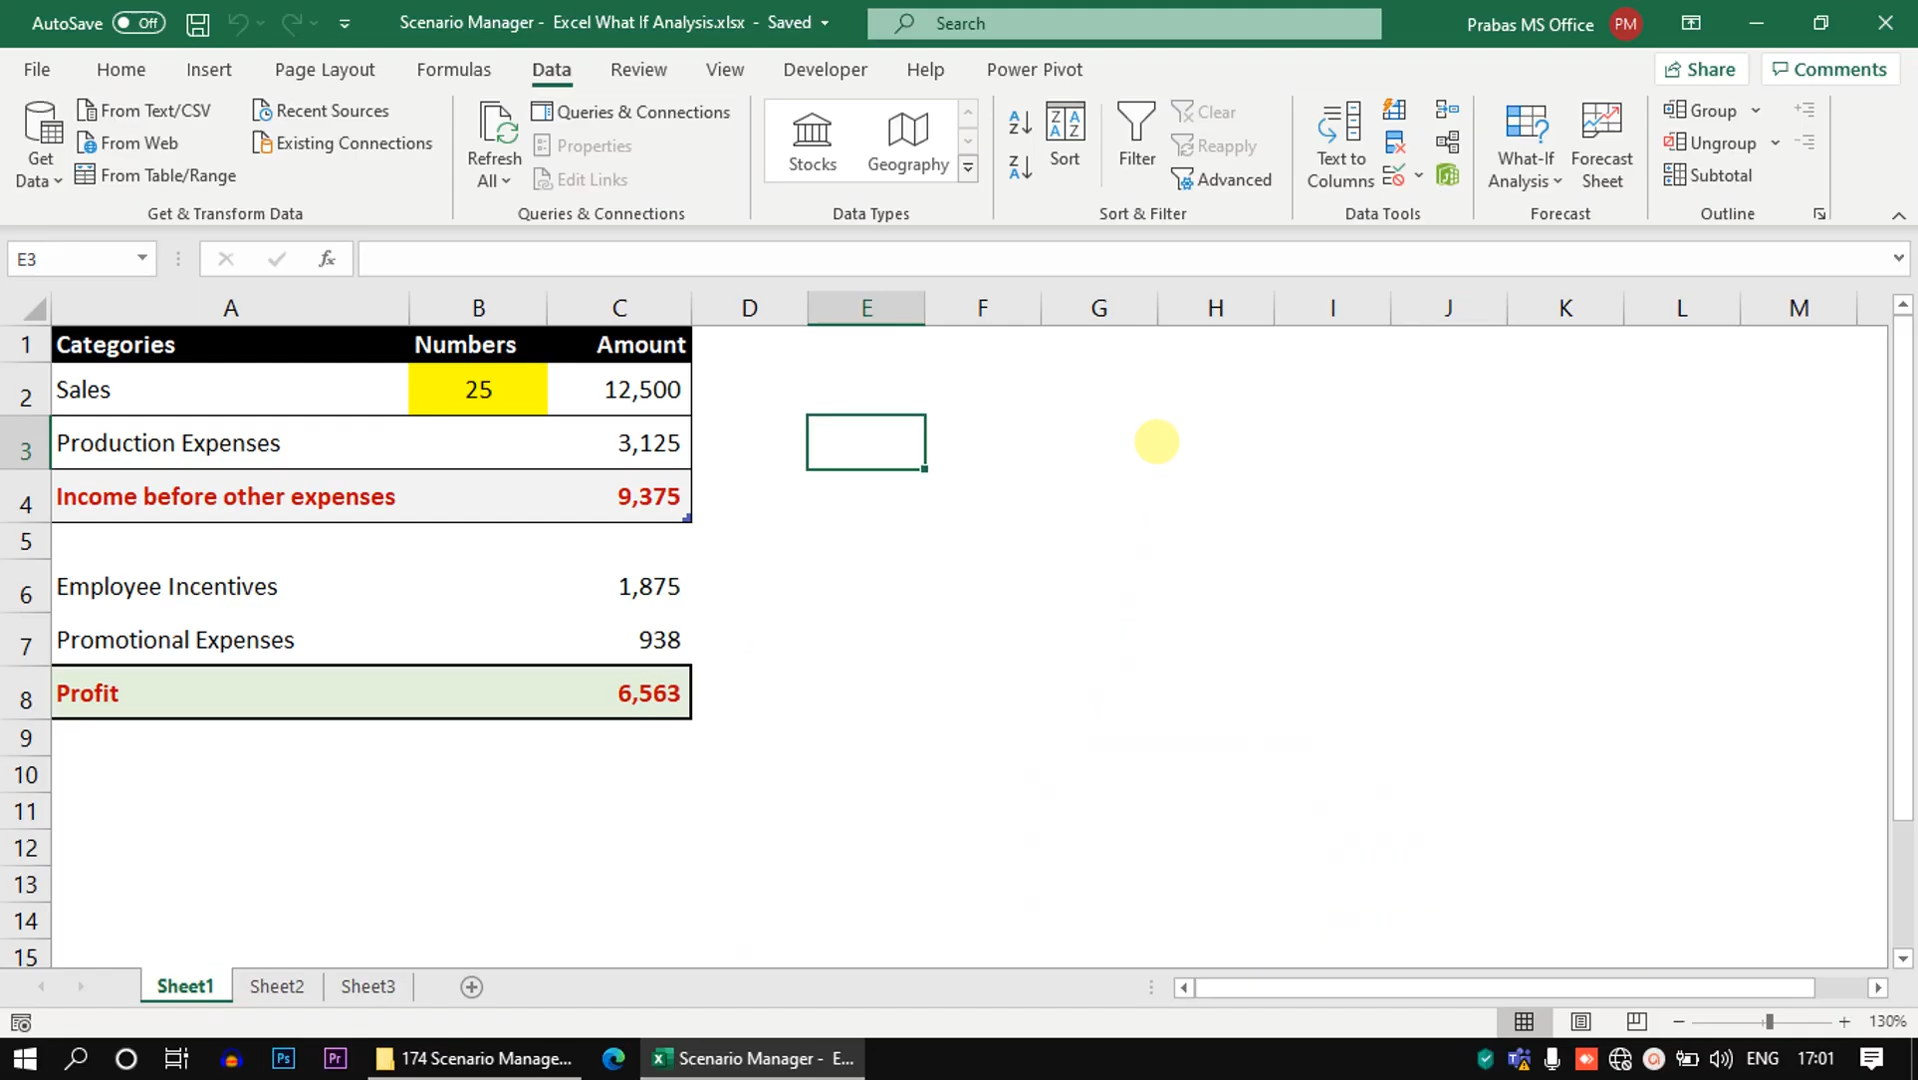 AutoSave Off Scenario Manager - Excel What If Analysis.xlsx - Saved Search Prabas MS Office PM
File Home Insert Page Layout Formulas Data Review View Developer Help Power Pivot Share Comments
Get Data
From Text/CSV
From Web
From Table/Range
Recent Sources
Existing Connections
Get & Transform Data
Refresh All
Queries & Connections
Properties
Edit Links
Queries & Connections
Stocks
Geography
Data Types
Sort
Filter
Clear
Reapply
Advanced
Sort & Filter
Text to Columns
Data Tools
What-If Analysis
Forecast Sheet
Forecast
Group
Ungroup
Subtotal
Outline
E3 fx
A B C D E F G H I J K L M
1 Categories Numbers Amount
2 Sales 25 12,500
3 Production Expenses 3,125
4 Income before other expenses 9,375
5
6 Employee Incentives 1,875
7 Promotional Expenses 938
8 Profit 6,563
9
10
11
12
13
14
15
Sheet1 Sheet2 Sheet3
130%
Ps Pr 174 Scenario Manage... Scenario Manager - E... ENG 17:01